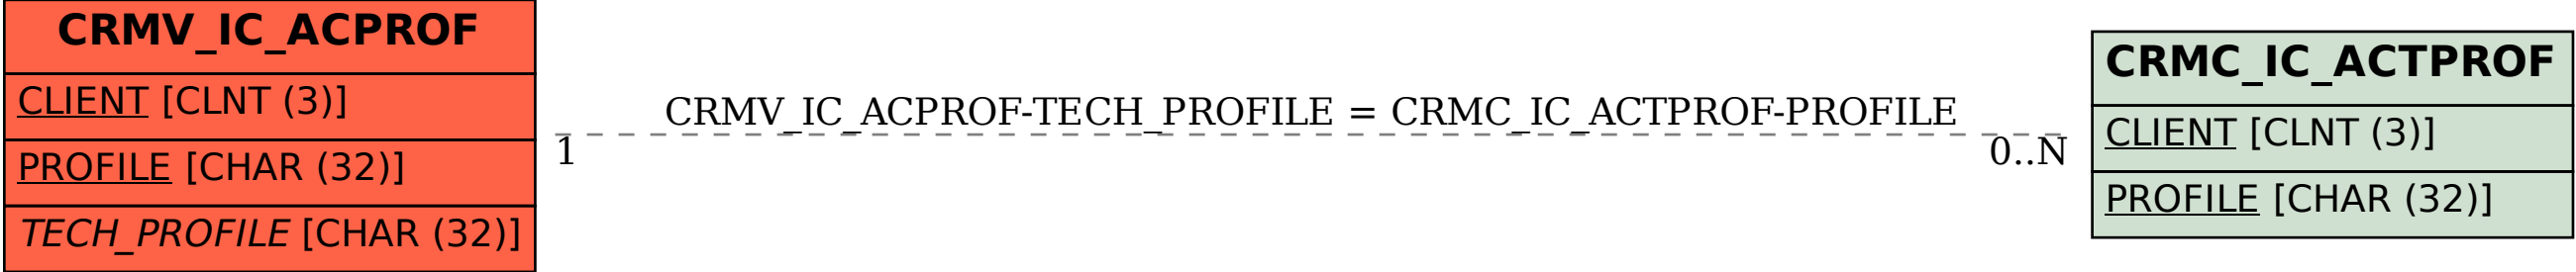 CRMV_IC_ACPROF
CLIENT [CLNT (3)]
PROFILE [CHAR (32)]
TECH_PROFILE [CHAR (32)]
CRMV_IC_ACPROF-TECH_PROFILE = CRMC_IC_ACTPROF-PROFILE
1
0..N
CRMC_IC_ACTPROF
CLIENT [CLNT (3)]
PROFILE [CHAR (32)]